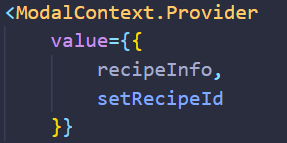 <ModalContext.Provider
value={{
recipeInfo,
setRecipeId
}}